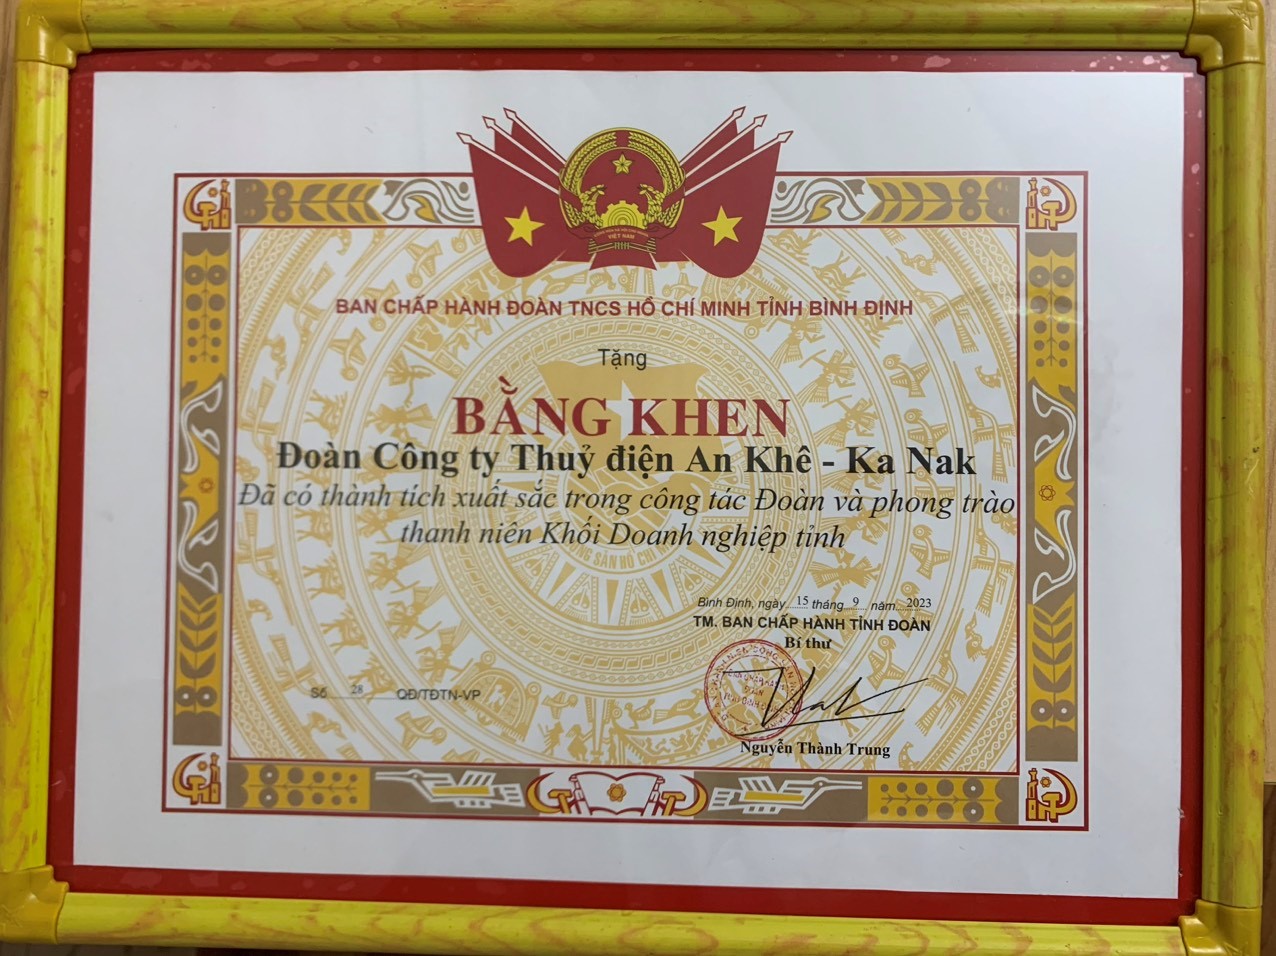 VIỆT NAM
BAN CHẤP HÀNH ĐOÀN TNCS HỒ CHÍ MINH TỈNH BÌNH ĐỊNH
Tặng
BẰNG KHEN
Đoàn Công ty Thuỷ điện An Khê - Ka Nak
Đã có thành tích xuất sắc trong công tác Đoàn và phong trào
thanh niên Khối Doanh nghiệp tỉnh
Bình Định, ngày 15 tháng 9 năm 2023
TM. BAN CHẤP HÀNH TỈNH ĐOÀN
Bí thư
Số 28 QĐ/TĐTN-VP
Nguyễn Thành Trung